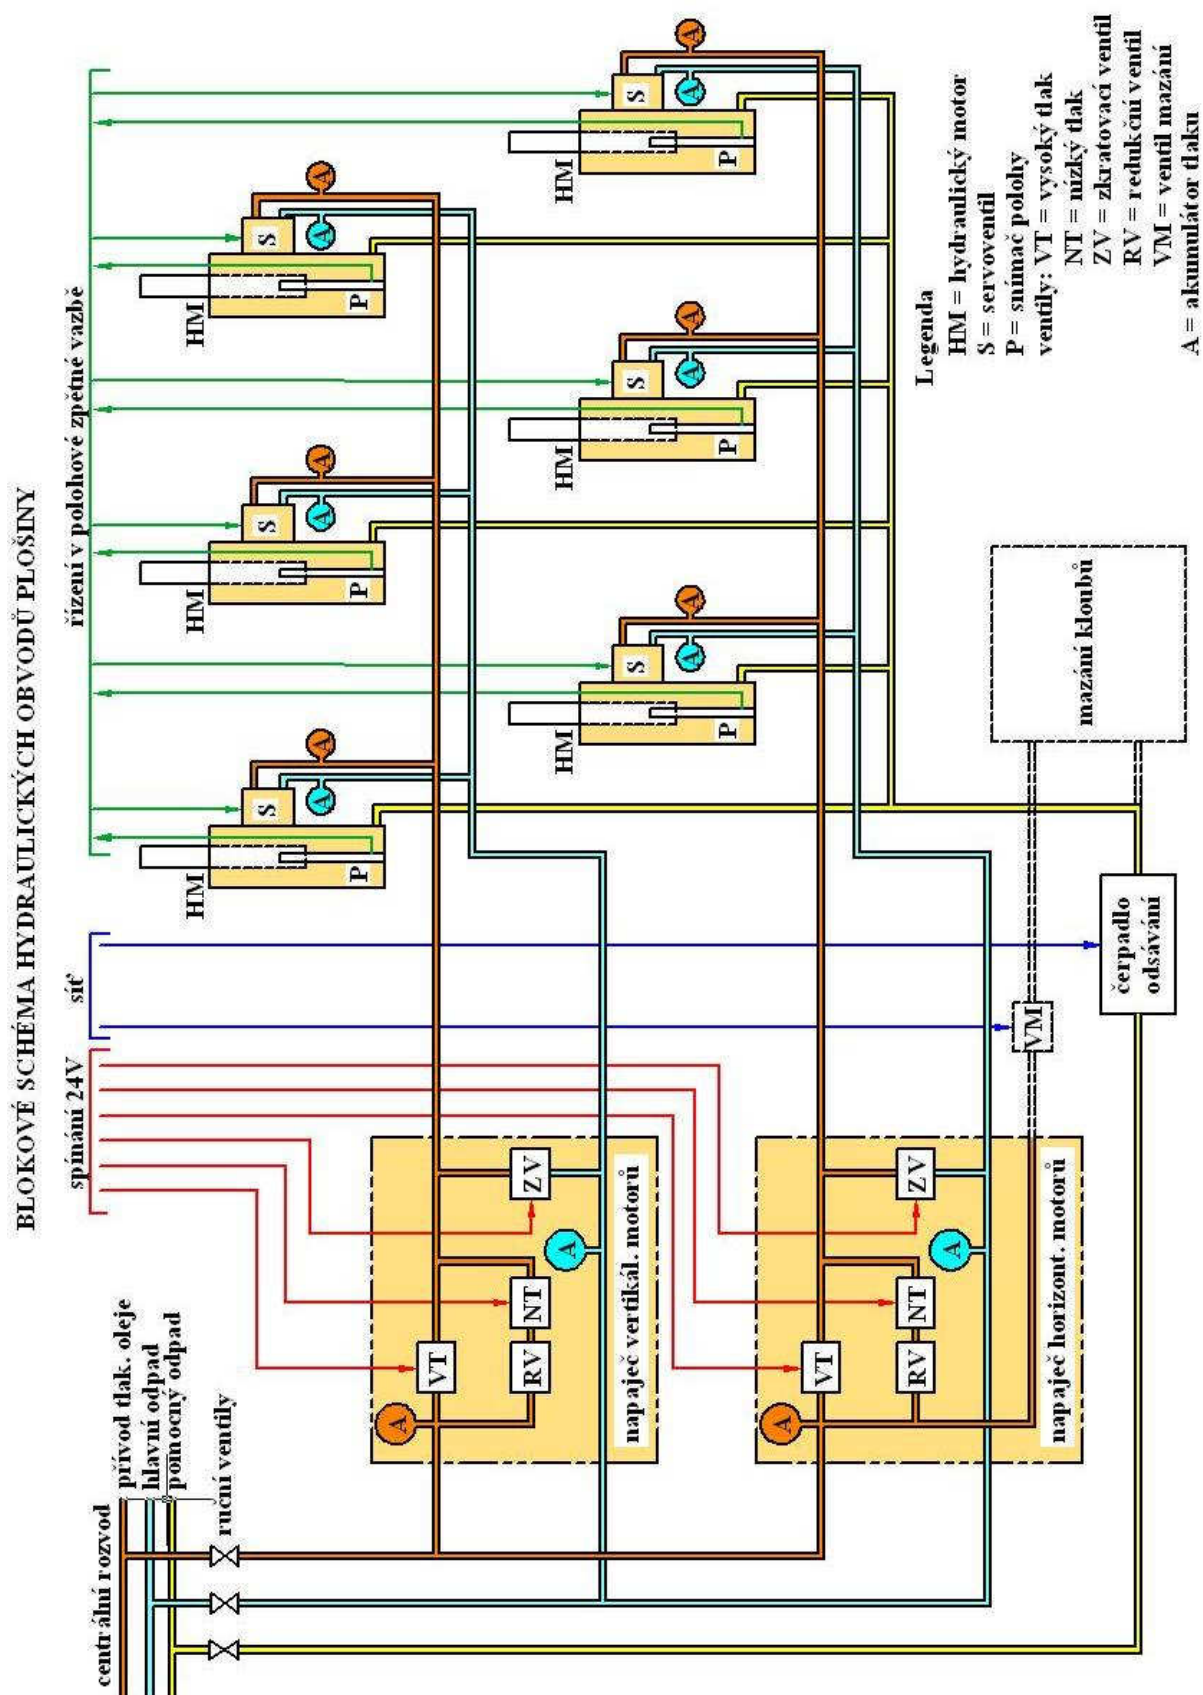 BLOKOVÉ SCHÉMA HYDRAULICKÝCH OBVODŮ PLOŠINY
centrální rozvod
přívod tlak. oleje
hlavní odpad
pomocný odpad
ruční ventily
spínání 24V
síť
řízení v polohové zpětné vazbě
HM
S
P
A
A
HM
S
P
A
A
HM
S
P
A
A
A
VT
RV
NT
A
ZV
napaječ vertikál. motorů
HM
S
P
A
A
HM
S
P
A
A
HM
S
P
A
A
A
VT
RV
NT
A
ZV
napaječ horizont. motorů
VM
čerpadlo
odsávání
mazání kloubů
Legenda
HM = hydraulický motor
S = servoventil
P = snímač polohy
ventily: VT = vysoký tlak
NT = nízký tlak
ZV = zkratovací ventil
RV = redukční ventil
VM = ventil mazání
A = akumulátor tlaku